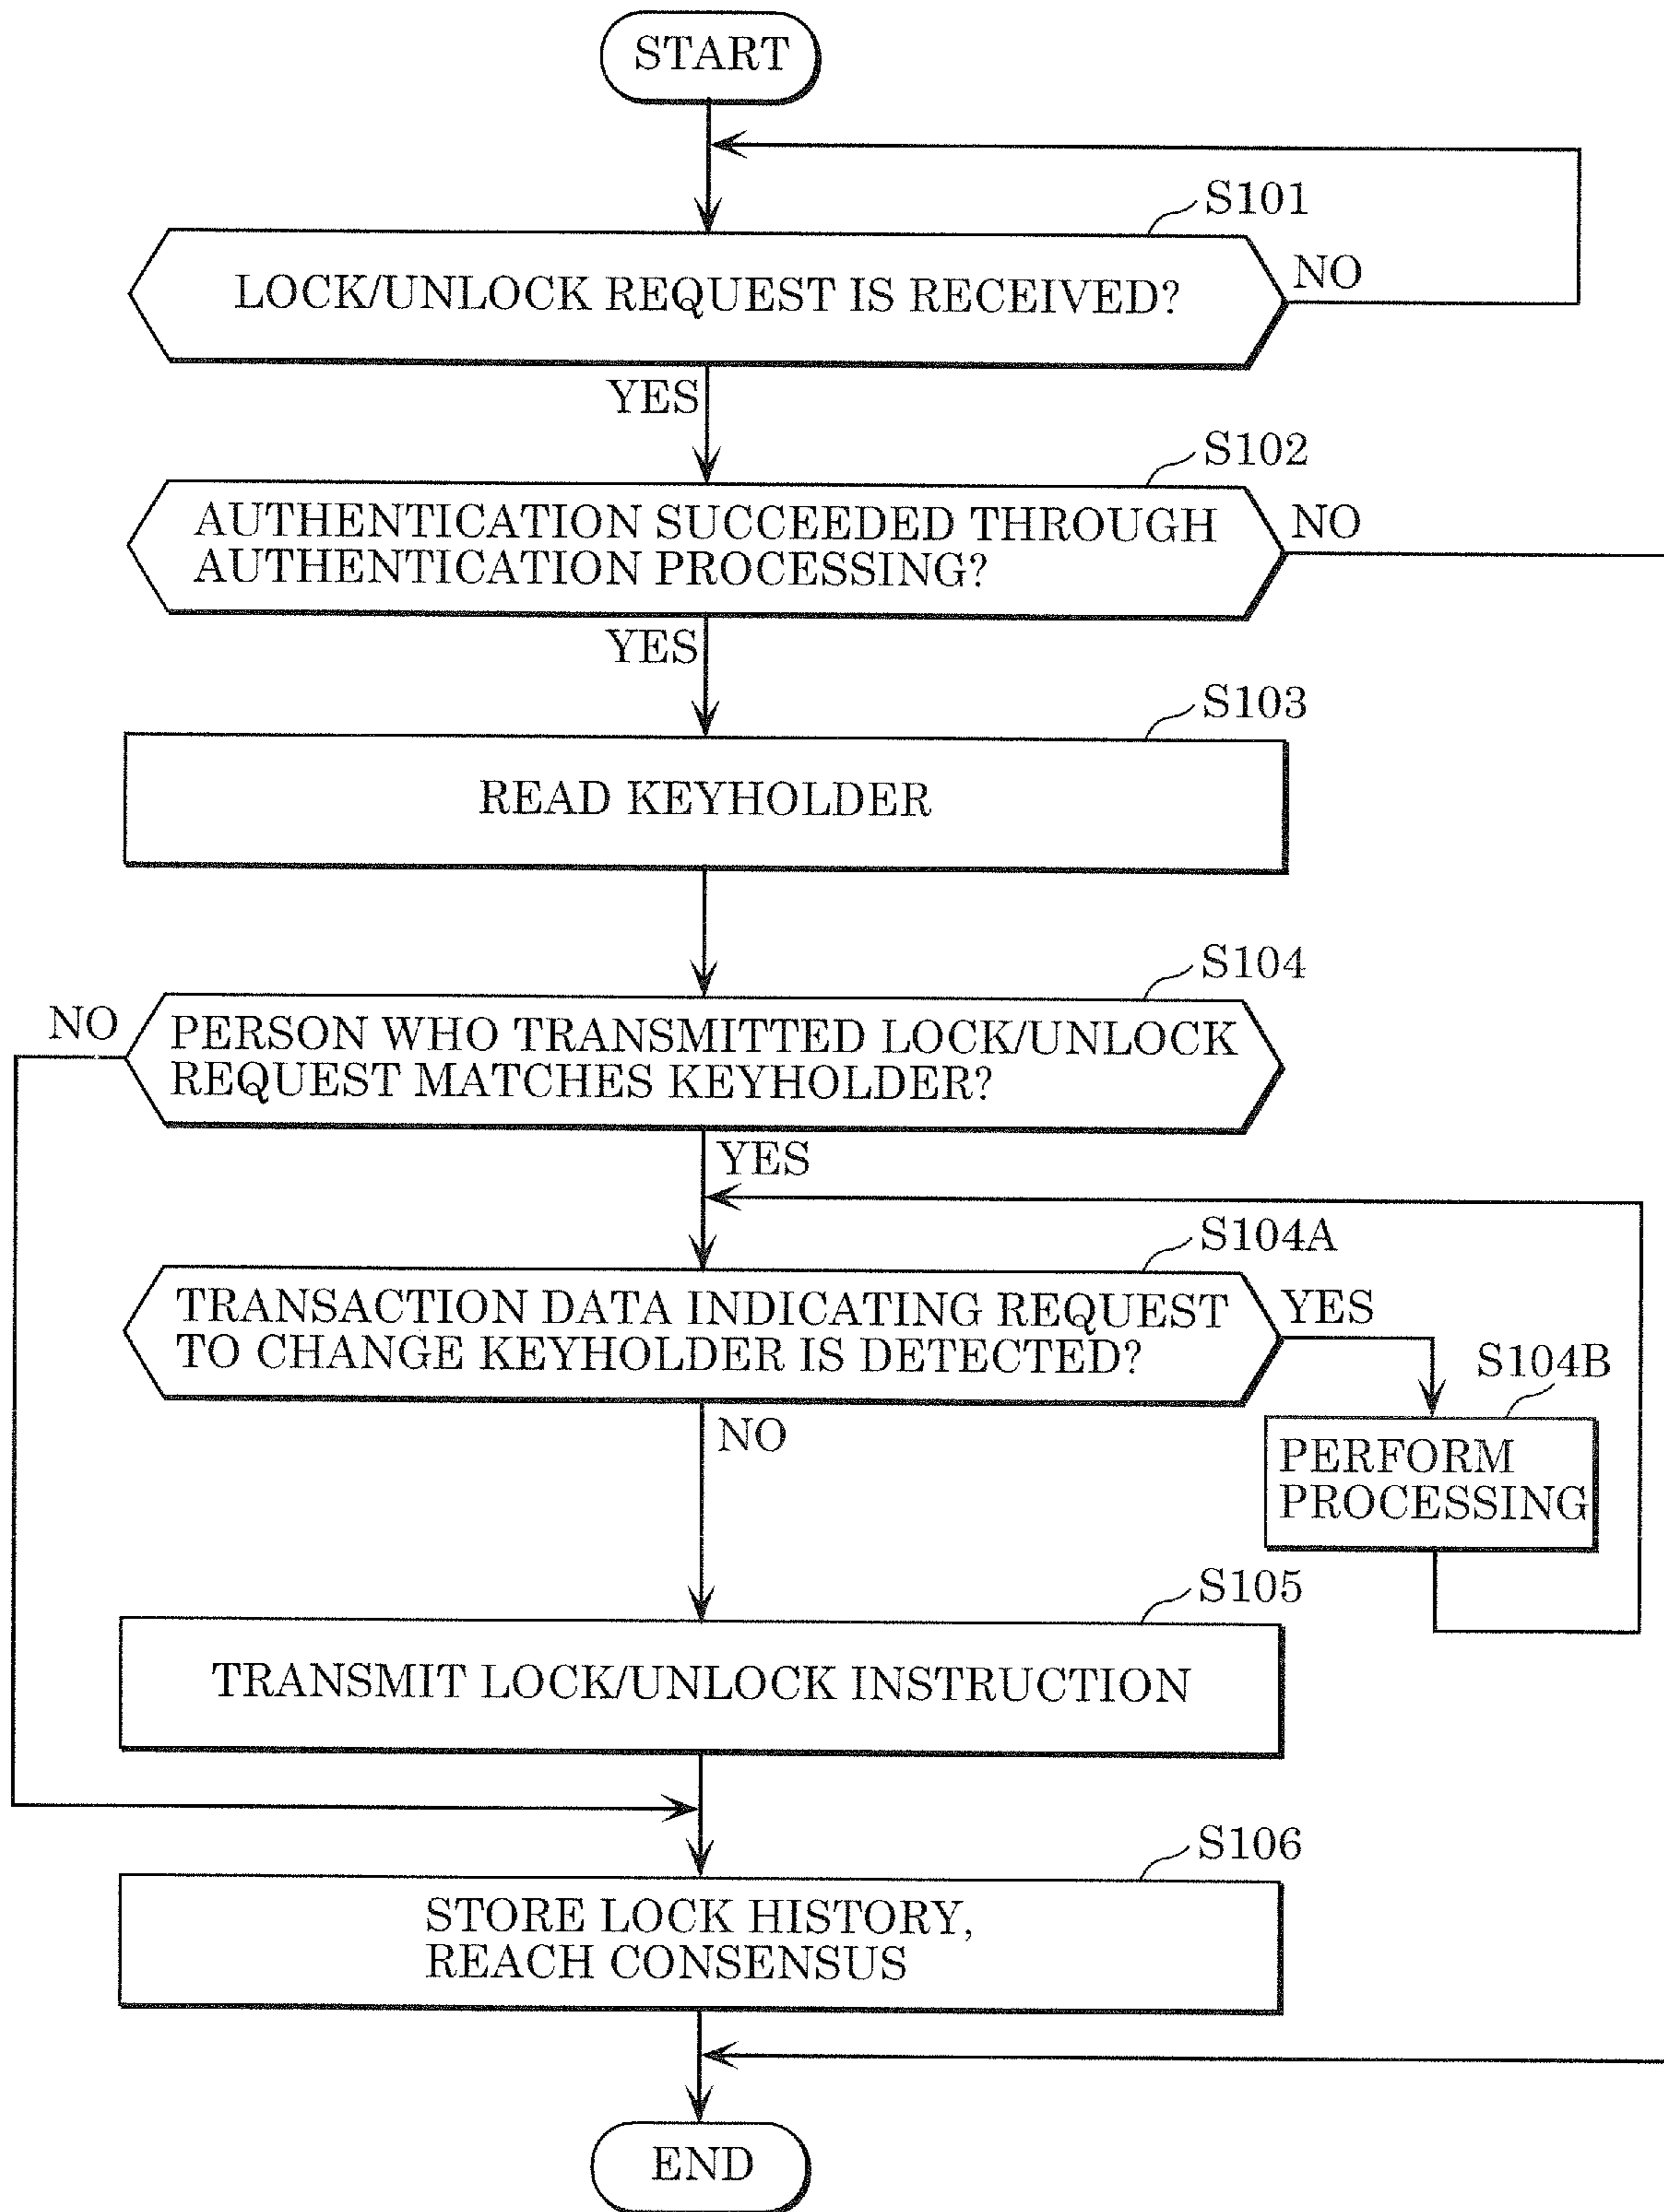 START
S101
LOCK/UNLOCK REQUEST IS RECEIVED?
NO
YES
S102
AUTHENTICATION SUCCEEDED THROUGH
AUTHENTICATION PROCESSING?
NO
YES
S103
READ KEYHOLDER
S104
NO
PERSON WHO TRANSMITTED LOCK/UNLOCK
REQUEST MATCHES KEYHOLDER?
YES
S104A
TRANSACTION DATA INDICATING REQUEST
TO CHANGE KEYHOLDER IS DETECTED?
YES
S104B
NO
PERFORM
PROCESSING
S105
TRANSMIT LOCK/UNLOCK INSTRUCTION
S106
STORE LOCK HISTORY,
REACH CONSENSUS
END